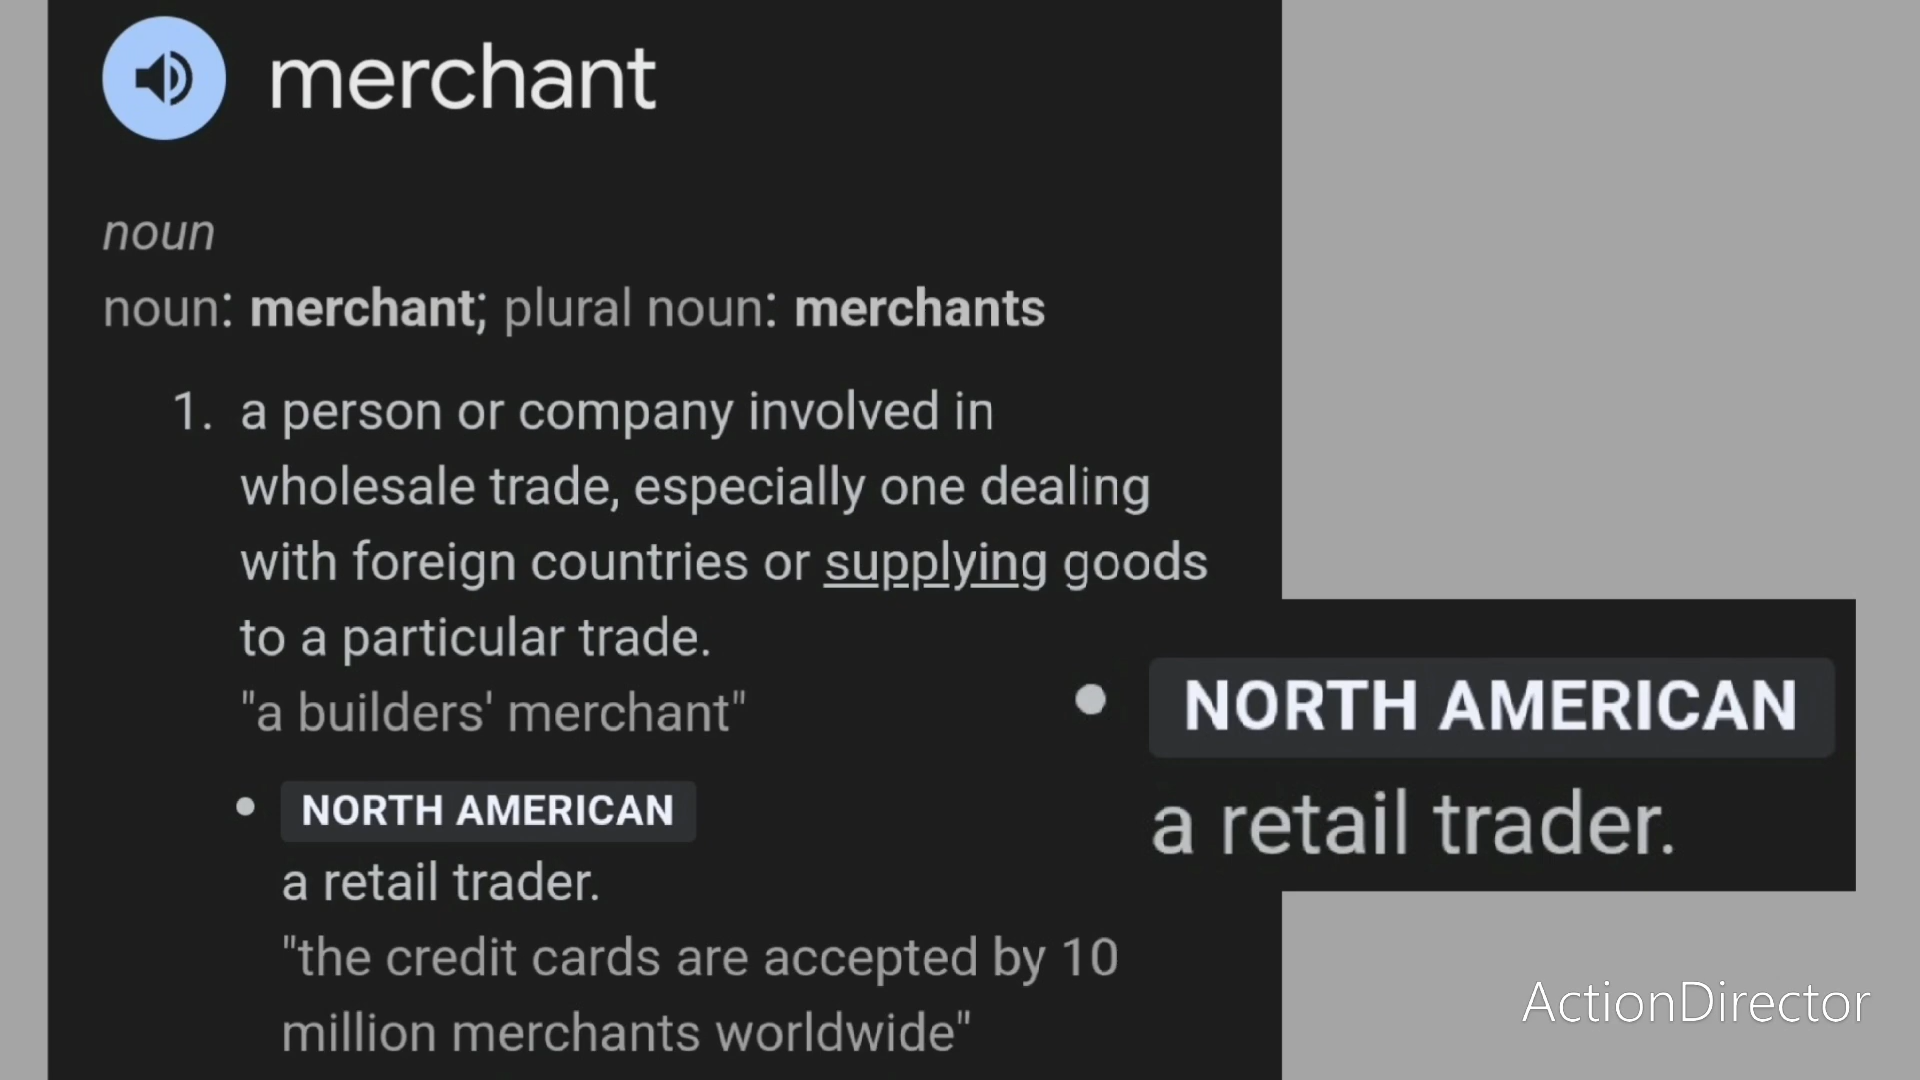 merchant
noun
noun: merchant; plural noun: merchants
1. a person or company involved in
wholesale trade, especially one dealing
with foreign countries or supplying goods
to a particular trade.
"a builders' merchant"
• NORTH AMERICAN
a retail trader.
"the credit cards are accepted by 10
million merchants worldwide"
• NORTH AMERICAN
a retail trader.
ActionDirector